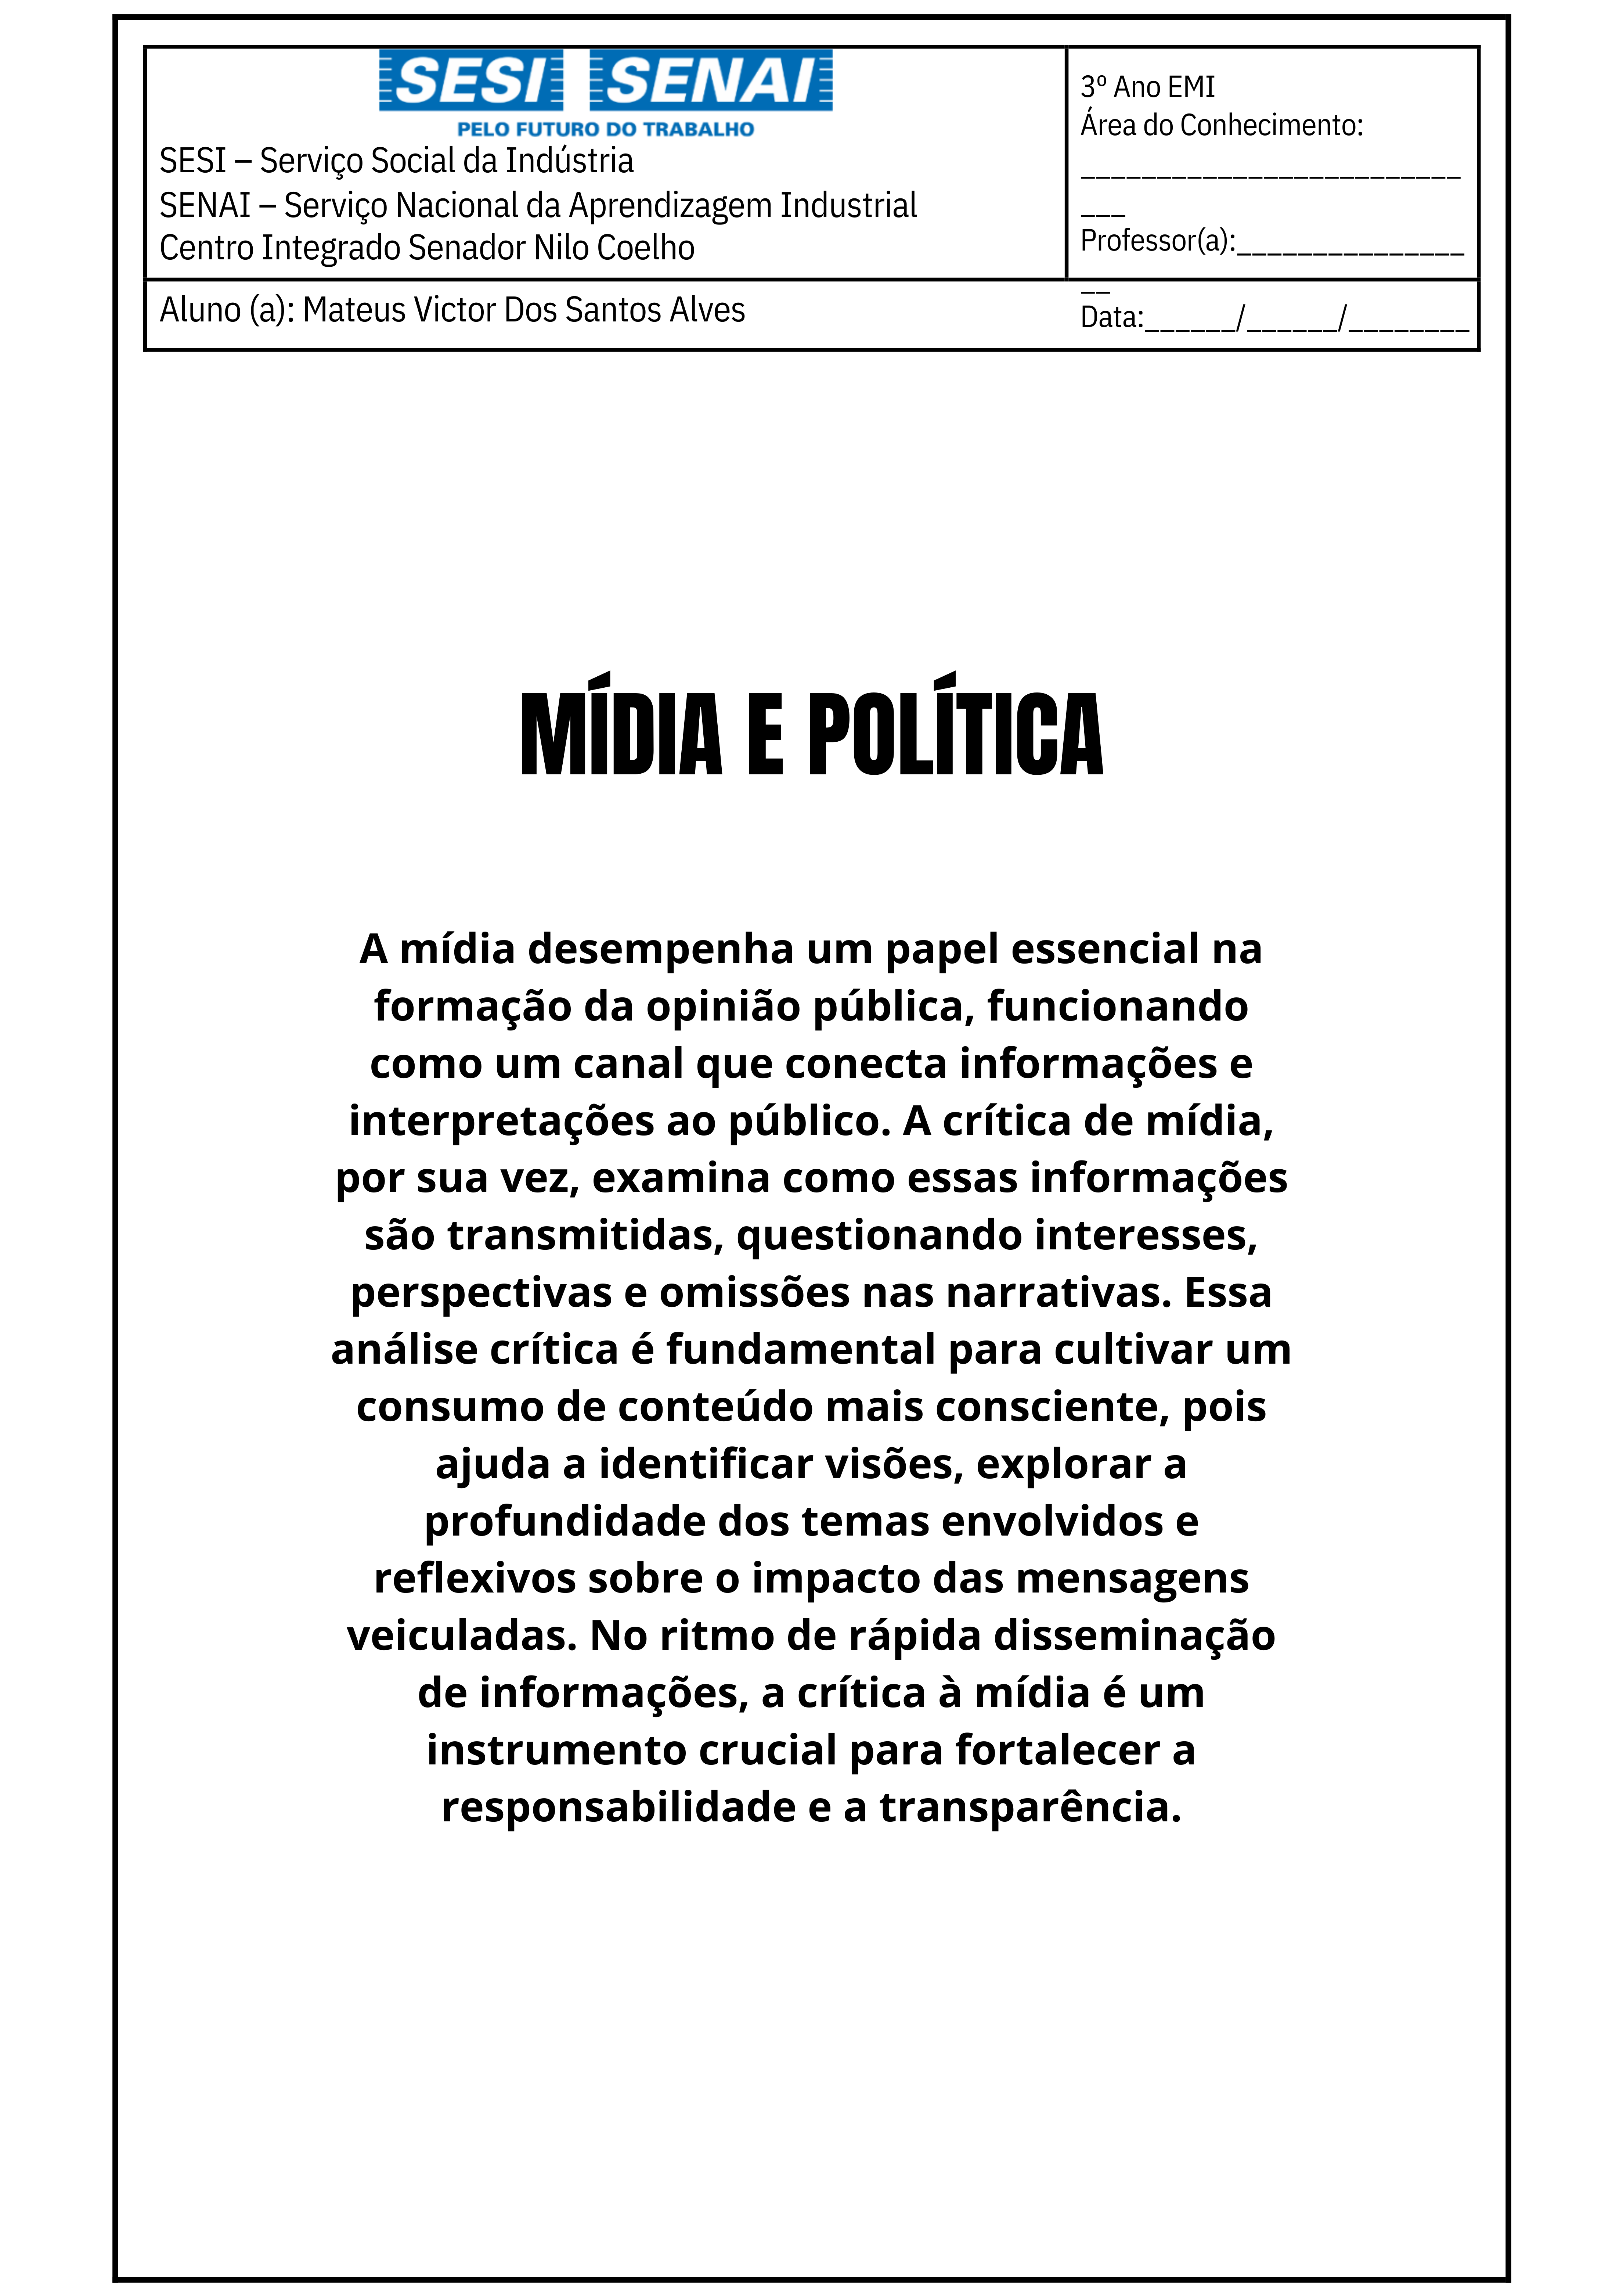 SESI SENAI
PELO FUTURO DO TRABALHO
SESI – Serviço Social da Indústria
SENAI – Serviço Nacional da Aprendizagem Industrial
Centro Integrado Senador Nilo Coelho
3º Ano EMI
Área do Conhecimento:
_________________________
___
Professor(a):_______________
__
Data:______/______/________
Aluno (a): Mateus Victor Dos Santos Alves
MÍDIA E POLÍTICA
A mídia desempenha um papel essencial na
formação da opinião pública, funcionando
como um canal que conecta informações e
interpretações ao público. A crítica de mídia,
por sua vez, examina como essas informações
são transmitidas, questionando interesses,
perspectivas e omissões nas narrativas. Essa
análise crítica é fundamental para cultivar um
consumo de conteúdo mais consciente, pois
ajuda a identificar visões, explorar a
profundidade dos temas envolvidos e
reflexivos sobre o impacto das mensagens
veiculadas. No ritmo de rápida disseminação
de informações, a crítica à mídia é um
instrumento crucial para fortalecer a
responsabilidade e a transparência.